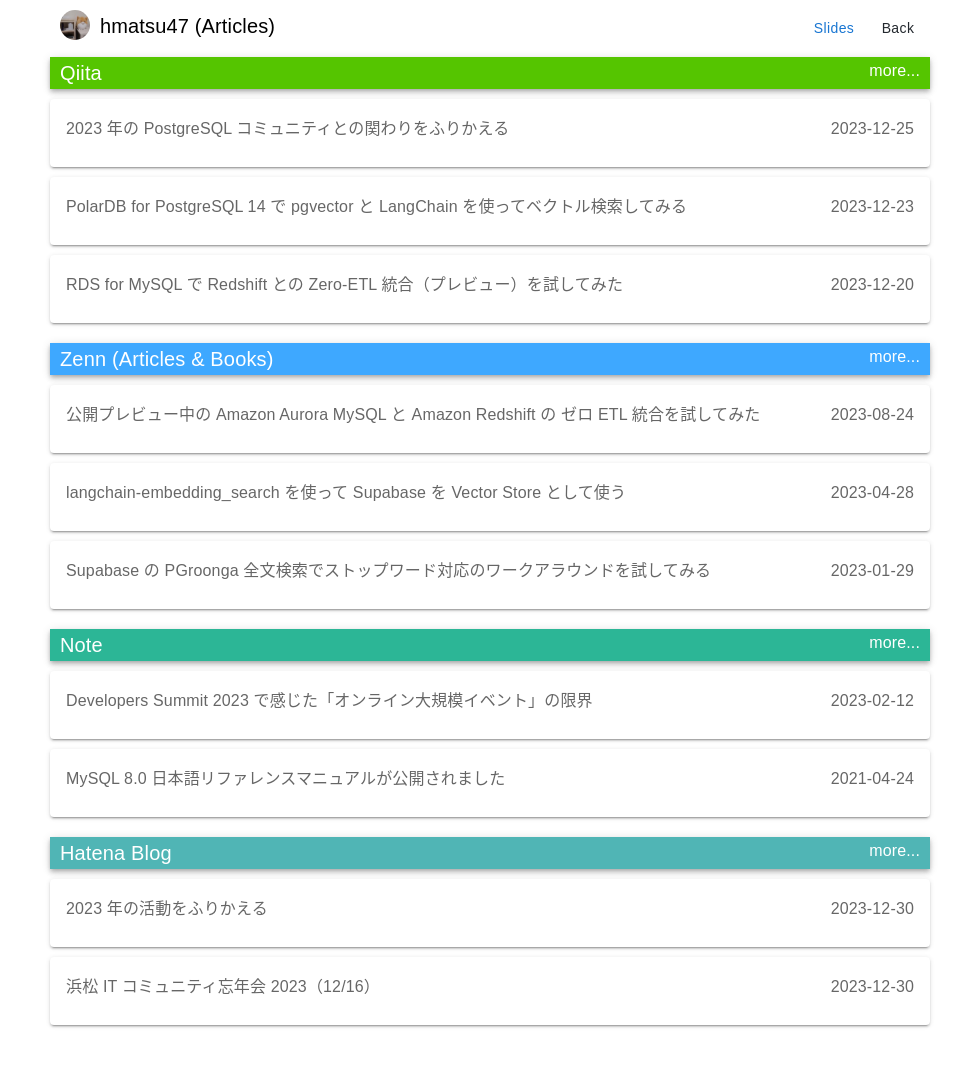 hmatsu47 (Articles)
Slides Back
Qiita more...
2023 年の PostgreSQL コミュニティとの関わりをふりかえる 2023-12-25
PolarDB for PostgreSQL 14 で pgvector と LangChain を使ってベクトル検索してみる 2023-12-23
RDS for MySQL で Redshift との Zero-ETL 統合（プレビュー）を試してみた 2023-12-20
Zenn (Articles & Books) more...
公開プレビュー中の Amazon Aurora MySQL と Amazon Redshift の ゼロ ETL 統合を試してみた 2023-08-24
langchain-embedding_search を使って Supabase を Vector Store として使う 2023-04-28
Supabase の PGroonga 全文検索でストップワード対応のワークアラウンドを試してみる 2023-01-29
Note more...
Developers Summit 2023 で感じた「オンライン大規模イベント」の限界 2023-02-12
MySQL 8.0 日本語リファレンスマニュアルが公開されました 2021-04-24
Hatena Blog more...
2023 年の活動をふりかえる 2023-12-30
浜松 IT コミュニティ忘年会 2023（12/16） 2023-12-30